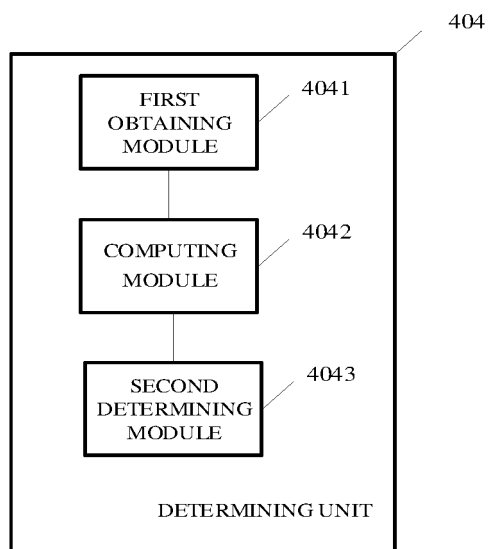 404
FIRST
OBTAINING
MODULE
4041
COMPUTING
MODULE
4042
SECOND
DETERMINING
MODULE
4043
DETERMINING UNIT